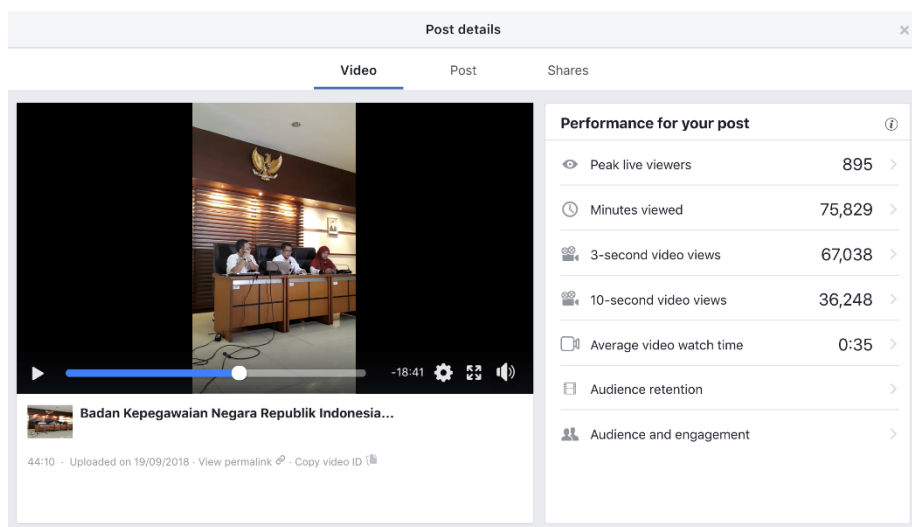 Post details
Video Post Shares
-18:41
Badan Kepegawaian Negara Republik Indonesia...
44:10 · Uploaded on 19/09/2018 · View permalink · Copy video ID
Performance for your post
Peak live viewers 895
Minutes viewed 75,829
3-second video views 67,038
10-second video views 36,248
Average video watch time 0:35
Audience retention
Audience and engagement